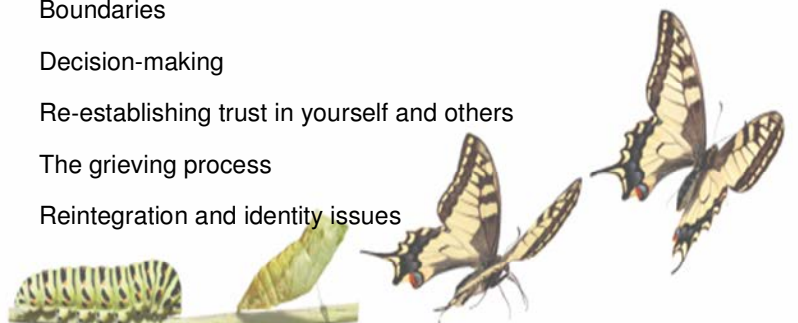 Boundaries
Decision-making
Re-establishing trust in yourself and others
The grieving process
Reintegration and identity issues